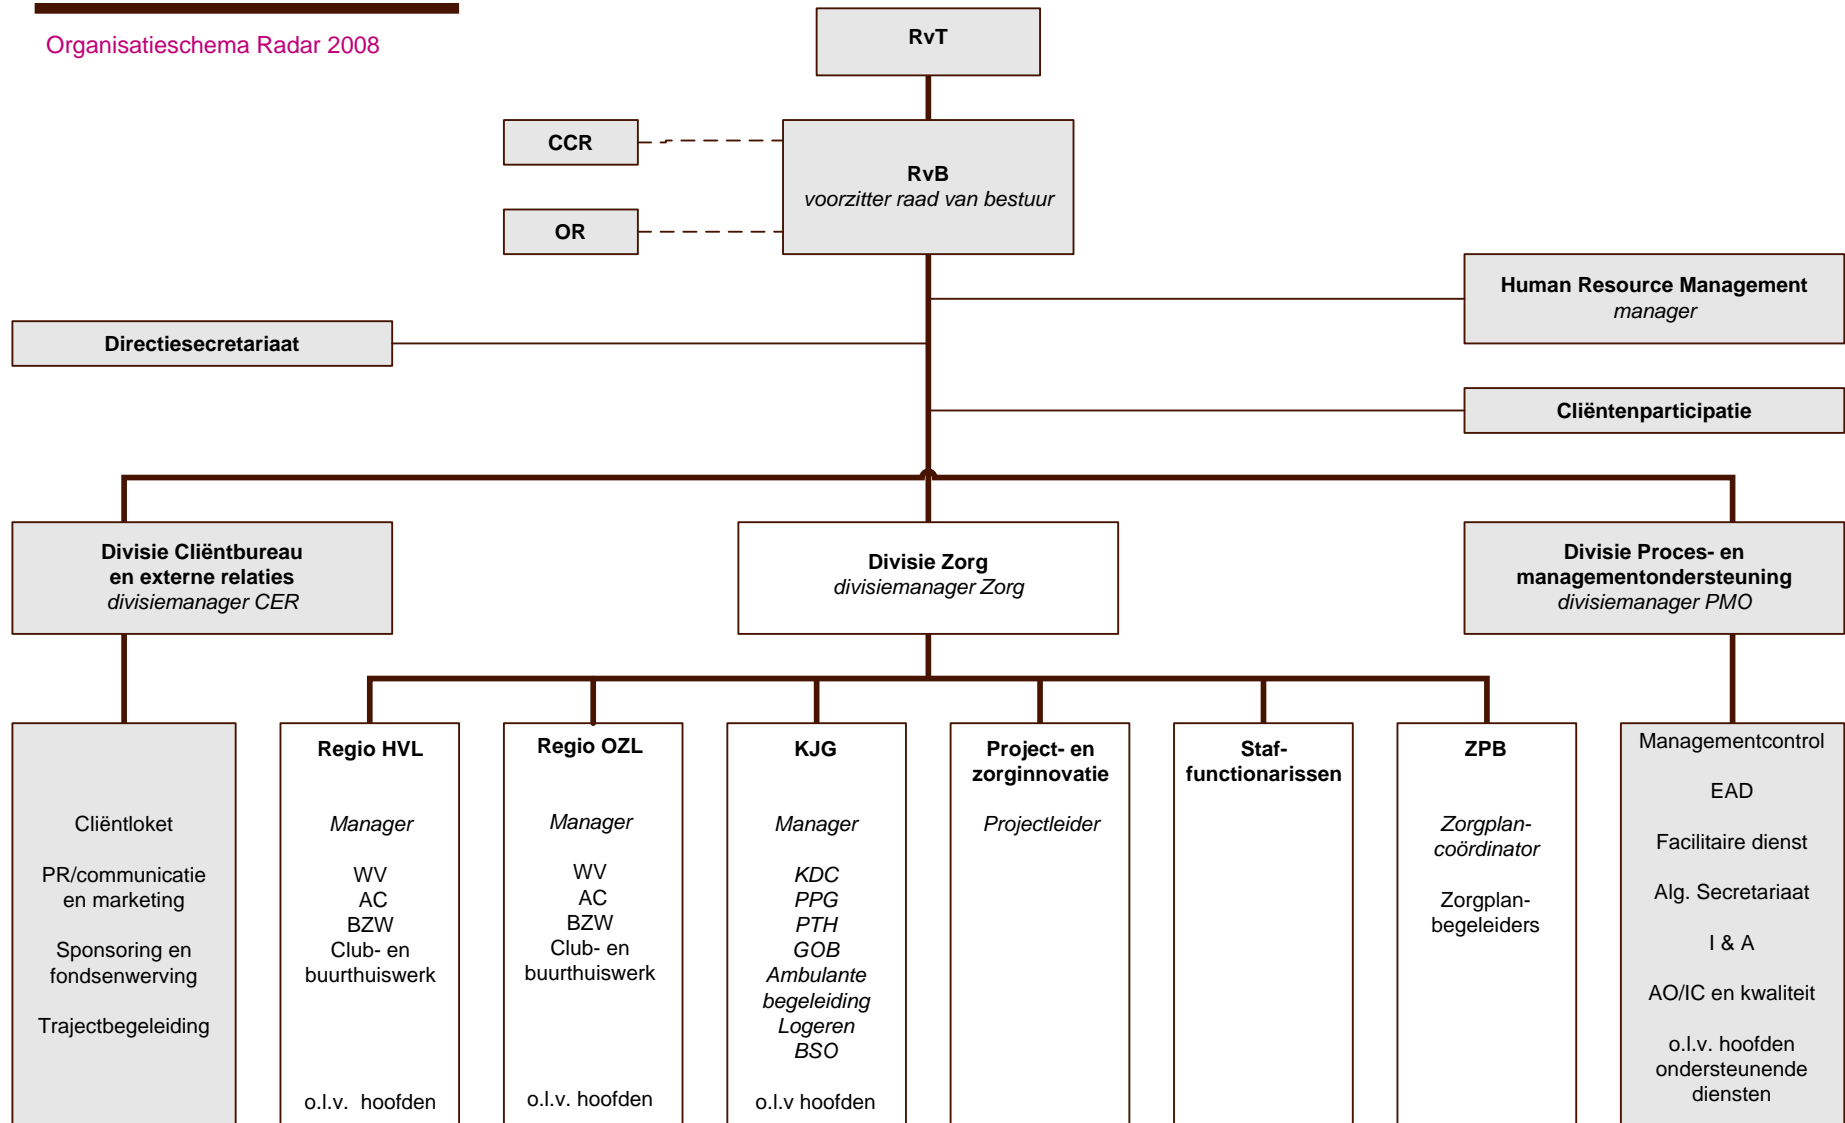 Organisatieschema Radar 2008
RvT
CCR
RvB
voorzitter raad van bestuur
OR
Human Resource Management
manager
Directiesecretariaat
Cliëntenparticipatie
Divisie Cliëntbureau
en externe relaties
divisiemanager CER
Divisie Zorg
divisiemanager Zorg
Divisie Proces- en
managementondersteuning
divisiemanager PMO
Cliëntloket
PR/communicatie
en marketing
Sponsoring en
fondsenwerving
Trajectbegeleiding
Regio HVL
Manager
WV
AC
BZW
Club- en
buurthuiswerk
o.l.v. hoofden
Regio OZL
Manager
WV
AC
BZW
Club- en
buurthuiswerk
o.l.v. hoofden
KJG
Manager
KDC
PPG
PTH
GOB
Ambulante
begeleiding
Logeren
BSO
o.l.v hoofden
Project- en
zorginnovatie
Projectleider
Staf-
functionarissen
ZPB
Zorgplan-
coördinator
Zorgplan-
begeleiders
Managementcontrol
EAD
Facilitaire dienst
Alg. Secretariaat
I & A
AO/IC en kwaliteit
o.l.v. hoofden
ondersteunende
diensten